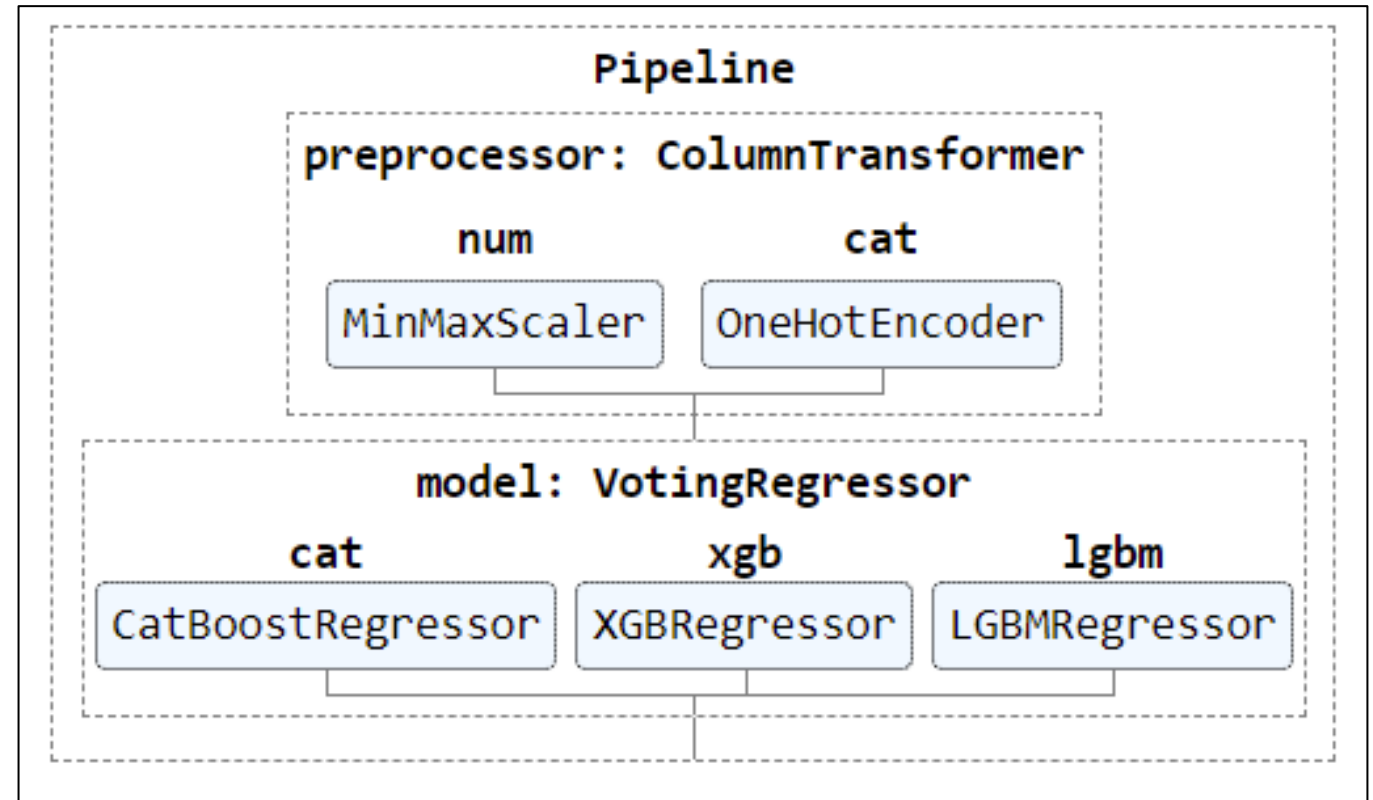 Pipeline
preprocessor: ColumnTransformer
num cat
MinMaxScaler OneHotEncoder
model: VotingRegressor
cat xgb lgbm
CatBoostRegressor XGBRegressor LGBMRegressor